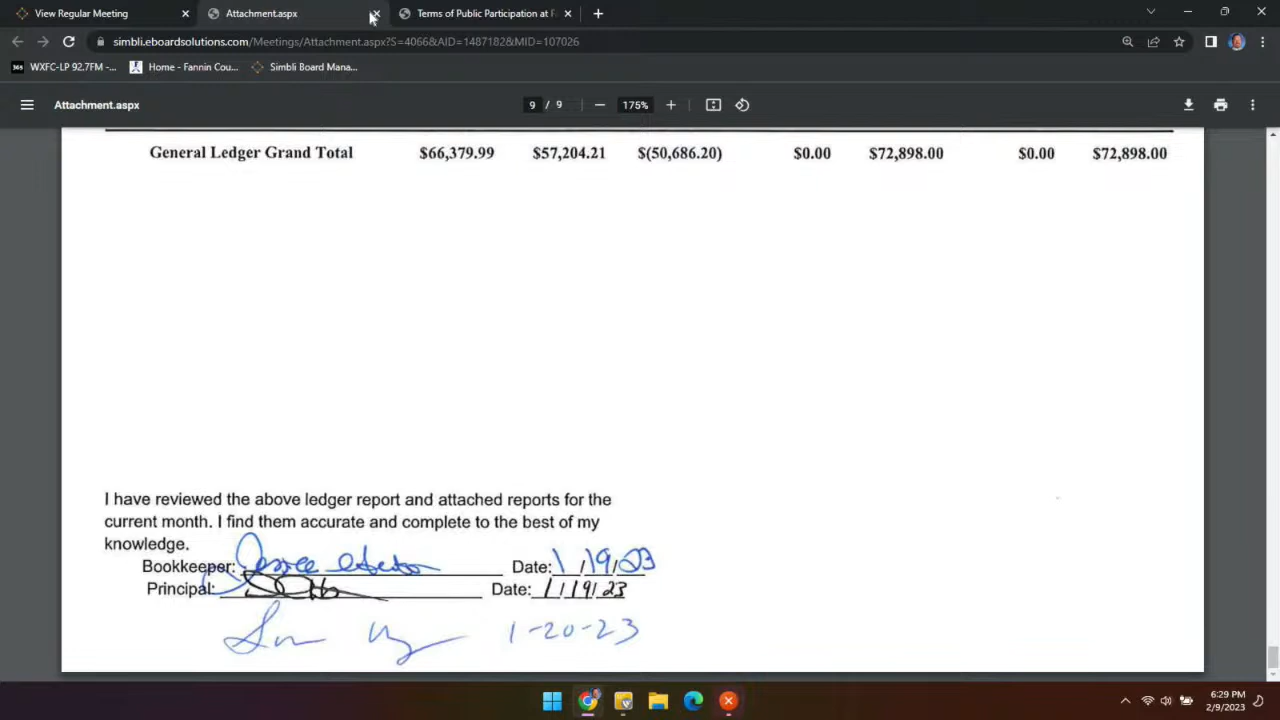 View Regular Meeting
Attachment.aspx
Terms of Public Participation at
simbli.eboardsolutions.com/Meetings/Attachment.aspx?S=4066&AID=1487182&MID=107026
WXFC-LP 92.7FM -...
Home - Fannin Cou...
Simbli Board Mana...
Attachment.aspx
9 / 9
175%
General Ledger Grand Total $66,379.99 $57,204.21 $(50,686.20) $0.00 $72,898.00 $0.00 $72,898.00
I have reviewed the above ledger report and attached reports for the
current month. I find them accurate and complete to the best of my
knowledge.
Bookkeeper: Date: 1/19/23
Principal: Date: 1/19/23
1-20-23
6:29 PM
2/9/2023